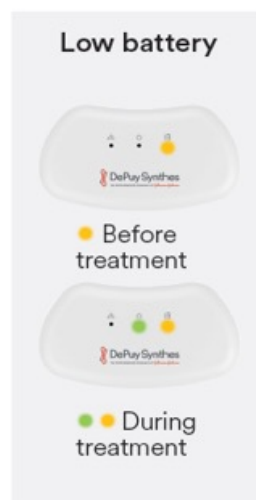 Low battery
DePuy Synthes
Before
treatment
DePuy Synthes
During
treatment